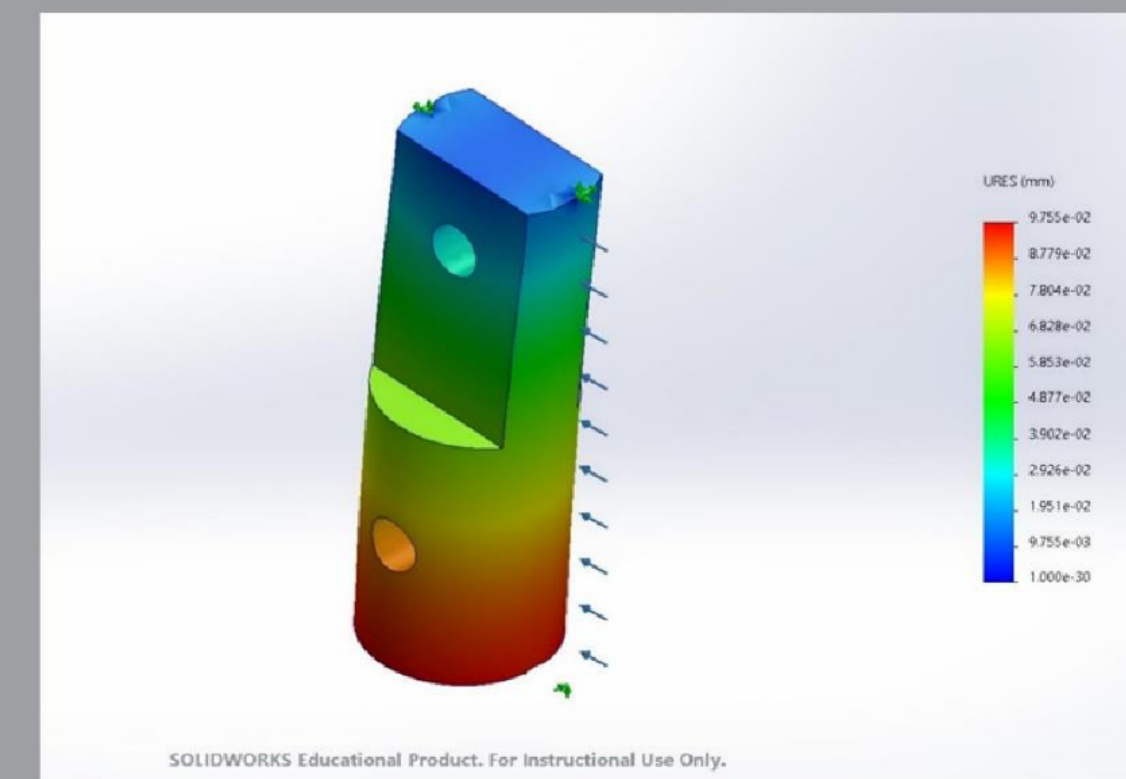 URES (mm)
9.755e-02
8.779e-02
7.804e-02
6.828e-02
5.853e-02
4.877e-02
3.902e-02
2.926e-02
1.951e-02
9.755e-03
1.000e-30
SOLIDWORKS Educational Product. For Instructional Use Only.